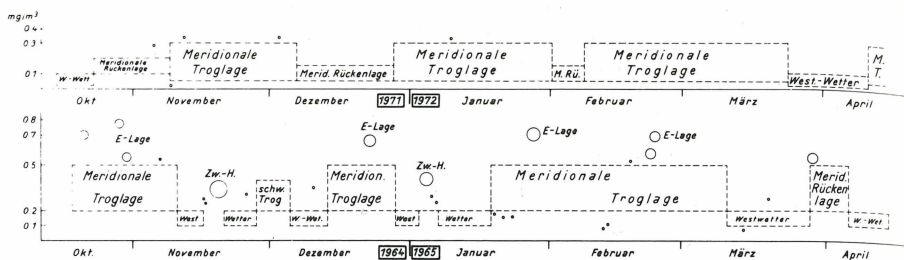 mg/m³
0.4
0.3
0.1
W.-Wett
Meridionale
Rückenlage
Meridionale
Troglage
Merid. Rückenlage
Meridionale
Troglage
M. Rü.
Meridionale
Troglage
West-Wetter
M.
T.
Okt November Dezember 1971 1972 Januar Februar März April
0.8
0.7
0.5
0.2
0.1
E-Lage
Meridionale
Troglage
West
Zw.-H.
Wetter
schw.
Trog
W.-Wet.
E-Lage
Meridion.
Troglage
West
Zw.-H.
Wetter
E-Lage
Meridionale
Troglage
E-Lage
Westwetter
Merid.
Rücken
lage
W.-Wet.
Okt. November Dezember 1964 1965 Januar Februar März April